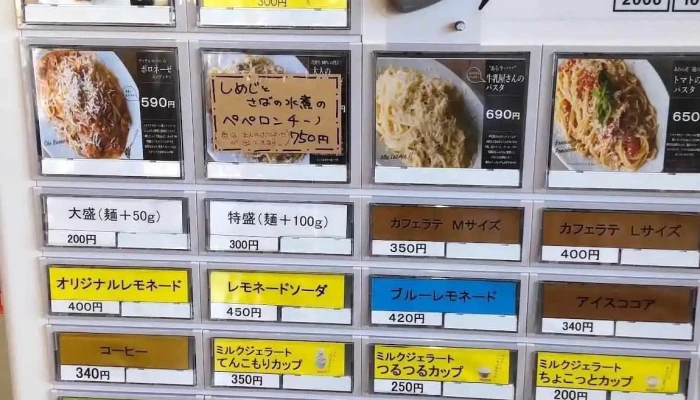 300円
2000
ボロネーゼ
590円
大人の
しめじと
さばの水煮の
ペペロンチーノ
750円
牛乳屋さんの
パスタ
690円
トマトの
パスタ
650
大盛(麺+50g)
200円
特盛(麺+100g)
300円
カフェラテ Mサイズ
350円
カフェラテ Lサイズ
400円
オリジナルレモネード
400円
レモネードソーダ
450円
ブルーレモネード
420円
アイスココア
340円
コーヒー
340円
ミルクジェラート
てんこもりカップ
350円
ミルクジェラート
つるつるカップ
250円
ミルクジェラート
ちょこっとカップ
200円